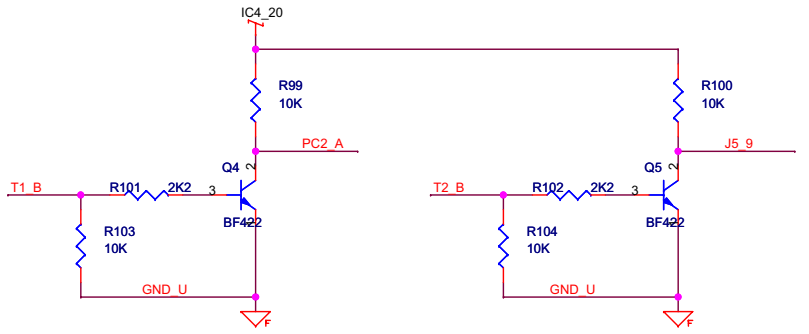 IC4_20
R99
10K
R100
10K
PC2_A
J5_9
Q4
2
Q5
2
T1_B
R101
2K2
3
T2_B
R102
2K2
3
BF422
BF422
R103
10K
R104
10K
GND_U
GND_U
F
F